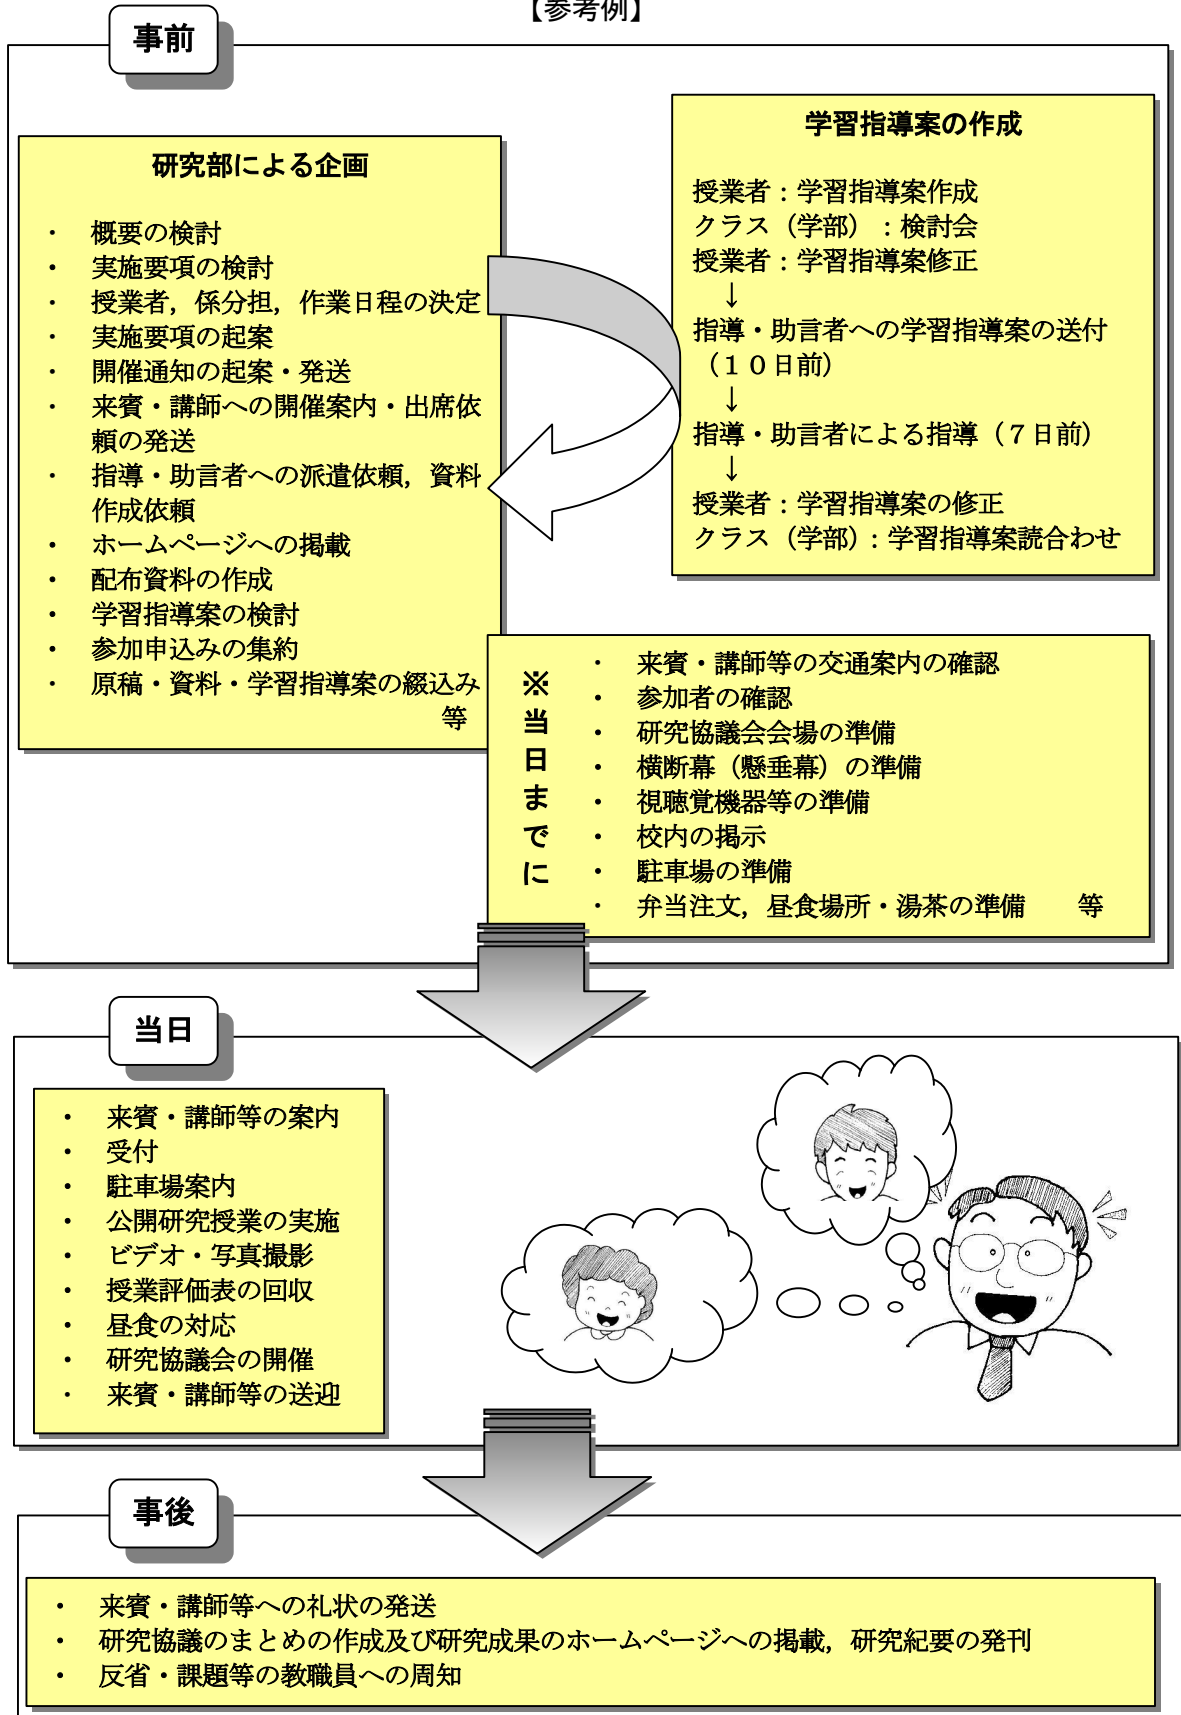 【参考例】
事前
研究部による企画
・ 概要の検討
・ 実施要項の検討
・ 授業者，係分担，作業日程の決定
・ 実施要項の起案
・ 開催通知の起案・発送
・ 来賓・講師への開催案内・出席依
頼の発送
・ 指導・助言者への派遣依頼，資料
作成依頼
・ ホームページへの掲載
・ 配布資料の作成
・ 学習指導案の検討
・ 参加申込みの集約
・ 原稿・資料・学習指導案の綴込み
等
学習指導案の作成
授業者：学習指導案作成
クラス（学部）：検討会
授業者：学習指導案修正
↓
指導・助言者への学習指導案の送付
（１０日前）
↓
指導・助言者による指導（７日前）
↓
授業者：学習指導案の修正
クラス（学部）：学習指導案読合わせ
※当日までに
・ 来賓・講師等の交通案内の確認
・ 参加者の確認
・ 研究協議会会場の準備
・ 横断幕（懸垂幕）の準備
・ 視聴覚機器等の準備
・ 校内の掲示
・ 駐車場の準備
・ 弁当注文，昼食場所・湯茶の準備　等
当日
・ 来賓・講師等の案内
・ 受付
・ 駐車場案内
・ 公開研究授業の実施
・ ビデオ・写真撮影
・ 授業評価表の回収
・ 昼食の対応
・ 研究協議会の開催
・ 来賓・講師等の送迎
事後
・ 来賓・講師等への礼状の発送
・ 研究協議のまとめの作成及び研究成果のホームページへの掲載，研究紀要の発刊
・ 反省・課題等の教職員への周知